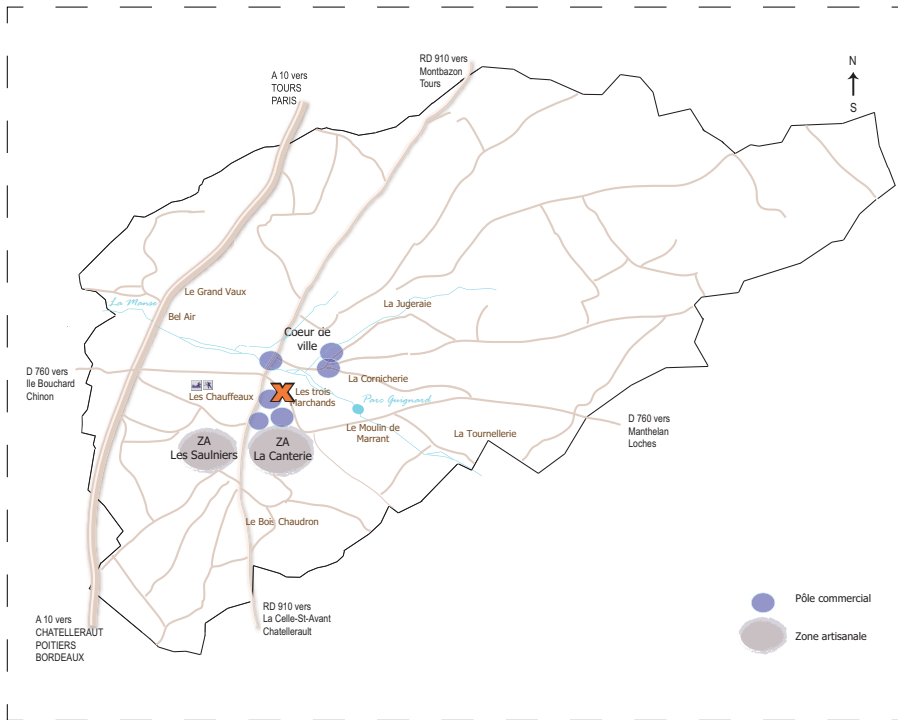 RD 910 vers
Montbazon
Tours
A 10 vers
TOURS
PARIS
N
S
La Manse
Le Grand Vaux
Bel Air
La Jugeraie
Coeur de
ville
D 760 vers
Ile Bouchard
Chinon
La Cornicherie
Les Chauffeaux
X
Les trois
Marchands
Parc Guignard
Le Moulin de
Marrant
La Tournellerie
D 760 vers
Manthelan
Loches
ZA
Les Saulniers
ZA
La Canterie
Le Bois Chaudron
RD 910 vers
La Celle-St-Avant
Chatellerault
A 10 vers
CHATELLERAUT
POITIERS
BORDEAUX
Pôle commercial
Zone artisanale